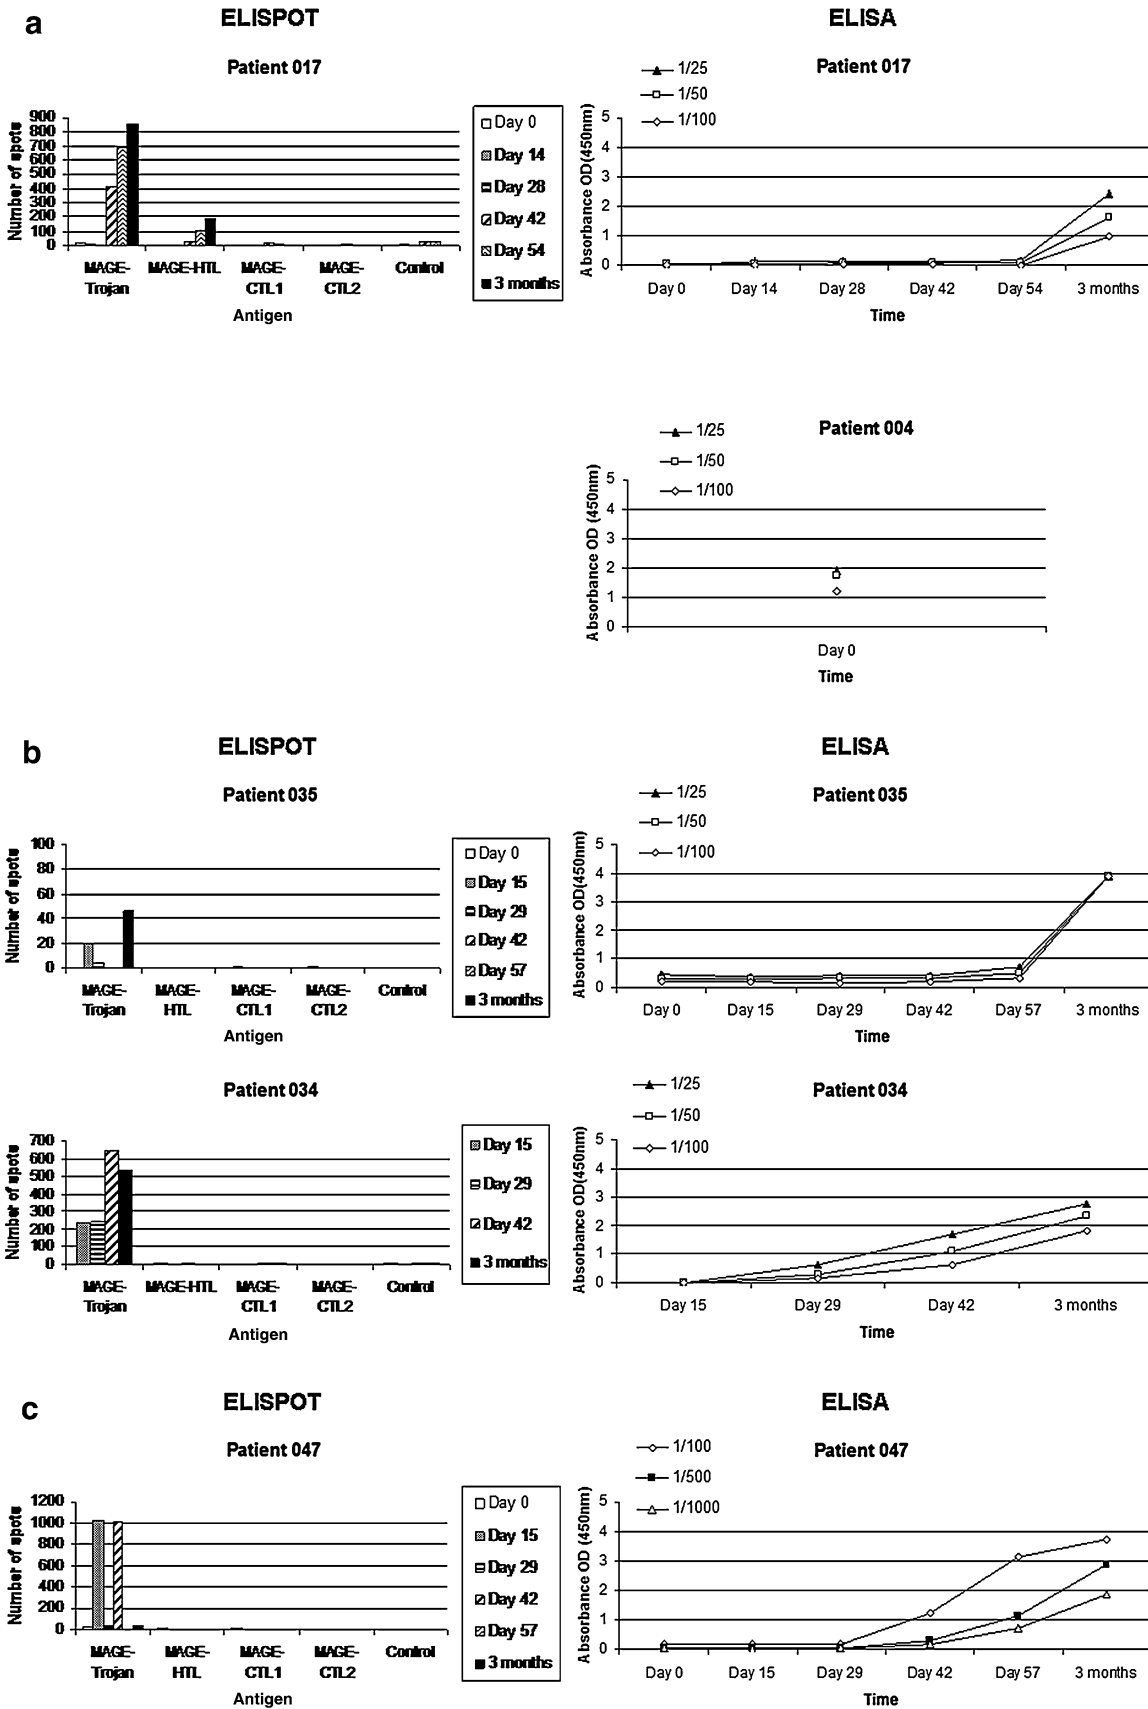 a
ELISPOT
ELISA
Patient 017
Number of spots
900
800
700
600
500
400
300
200
100
0
MAGE-Trojan
MAGE-HTL
MAGE-CTL1
MAGE-CTL2
Control
Antigen
Day 0
Day 14
Day 28
Day 42
Day 54
3 months
Patient 017
1/25
1/50
1/100
Absorbance OD(450nm)
5
4
3
2
1
0
Day 0
Day 14
Day 28
Day 42
Day 54
3 months
Time
Patient 004
1/25
1/50
1/100
Absorbance OD (450nm)
5
4
3
2
1
0
Day 0
Time
b
ELISPOT
ELISA
Patient 035
Number of spots
100
80
60
40
20
0
MAGE-Trojan
MAGE-HTL
MAGE-CTL1
MAGE-CTL2
Control
Antigen
Day 0
Day 15
Day 29
Day 42
Day 57
3 months
Patient 035
1/25
1/50
1/100
Absorbance OD(450nm)
5
4
3
2
1
0
Day 0
Day 15
Day 29
Day 42
Day 57
3 months
Time
Patient 034
Number of spots
700
600
500
400
300
200
100
0
MAGE-Trojan
MAGE-HTL
MAGE-CTL1
MAGE-CTL2
Control
Antigen
Day 15
Day 29
Day 42
3 months
Patient 034
1/25
1/50
1/100
Absorbance OD(450nm)
5
4
3
2
1
0
Day 15
Day 29
Day 42
3 months
Time
c
ELISPOT
ELISA
Patient 047
Number of spots
1200
1000
800
600
400
200
0
MAGE-Trojan
MAGE-HTL
MAGE-CTL1
MAGE-CTL2
Control
Antigen
Day 0
Day 15
Day 29
Day 42
Day 57
3 months
Patient 047
1/100
1/500
1/1000
Absorbance OD (450nm)
5
4
3
2
1
0
Day 0
Day 15
Day 29
Day 42
Day 57
3 months
Time